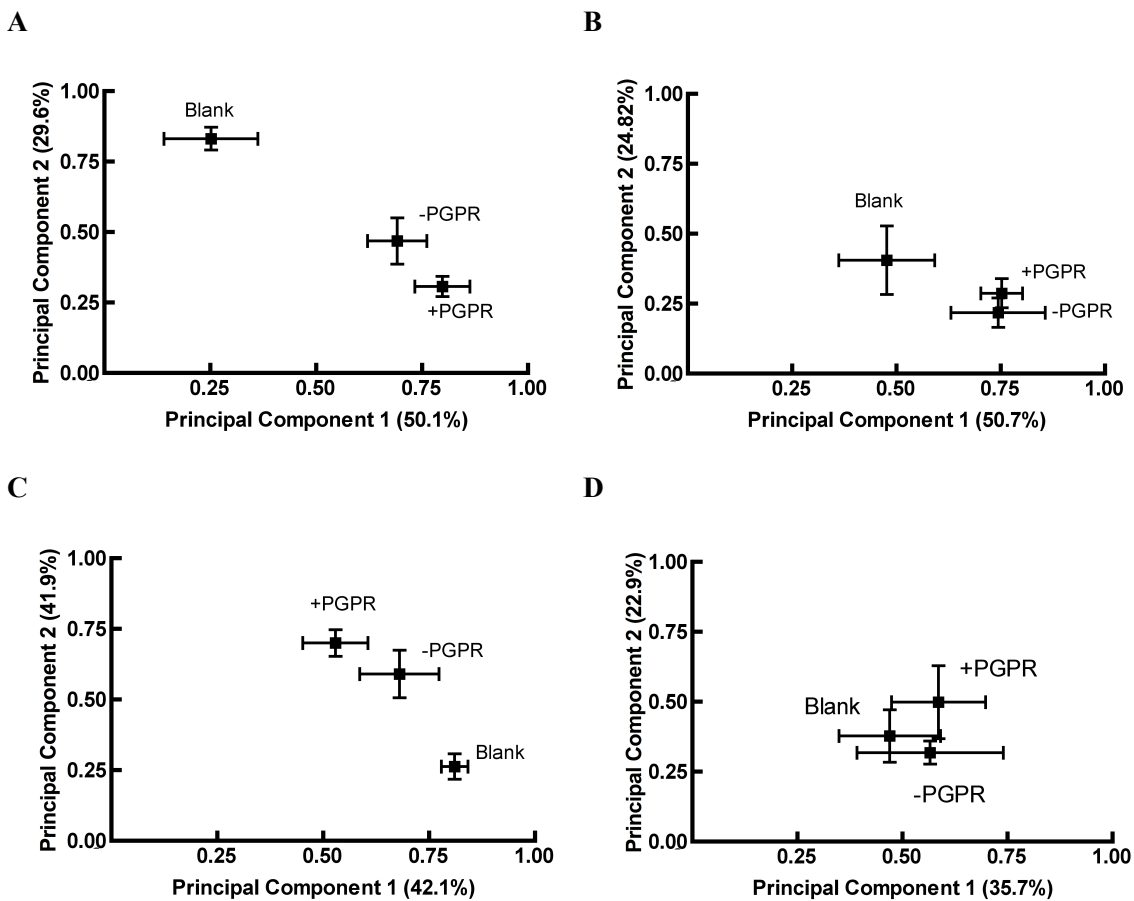 A
Principal Component 2 (29.6%)
1.00
0.75
0.50
0.25
0.00
Blank
-PGPR
+PGPR
0.25 0.50 0.75 1.00
Principal Component 1 (50.1%)
B
Principal Component 2 (24.82%)
1.00
0.75
0.50
0.25
0.00
Blank
+PGPR
-PGPR
0.25 0.50 0.75 1.00
Principal Component 1 (50.7%)
C
Principal Component 2 (41.9%)
1.00
0.75
0.50
0.25
0.00
+PGPR
-PGPR
Blank
0.25 0.50 0.75 1.00
Principal Component 1 (42.1%)
D
Principal Component 2 (22.9%)
1.00
0.75
0.50
0.25
0.00
+PGPR
Blank
-PGPR
0.25 0.50 0.75 1.00
Principal Component 1 (35.7%)